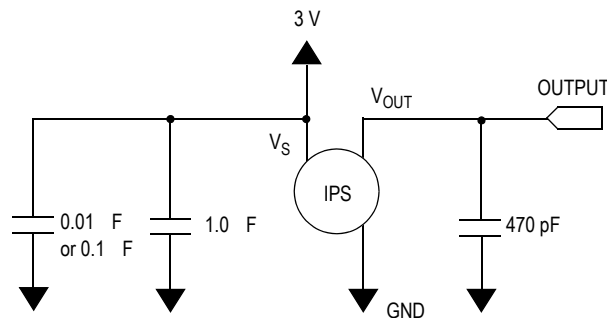 3 V
OUTPUT
V_OUT
V_S
IPS
0.01 F
or 0.1 F
1.0 F
470 pF
GND